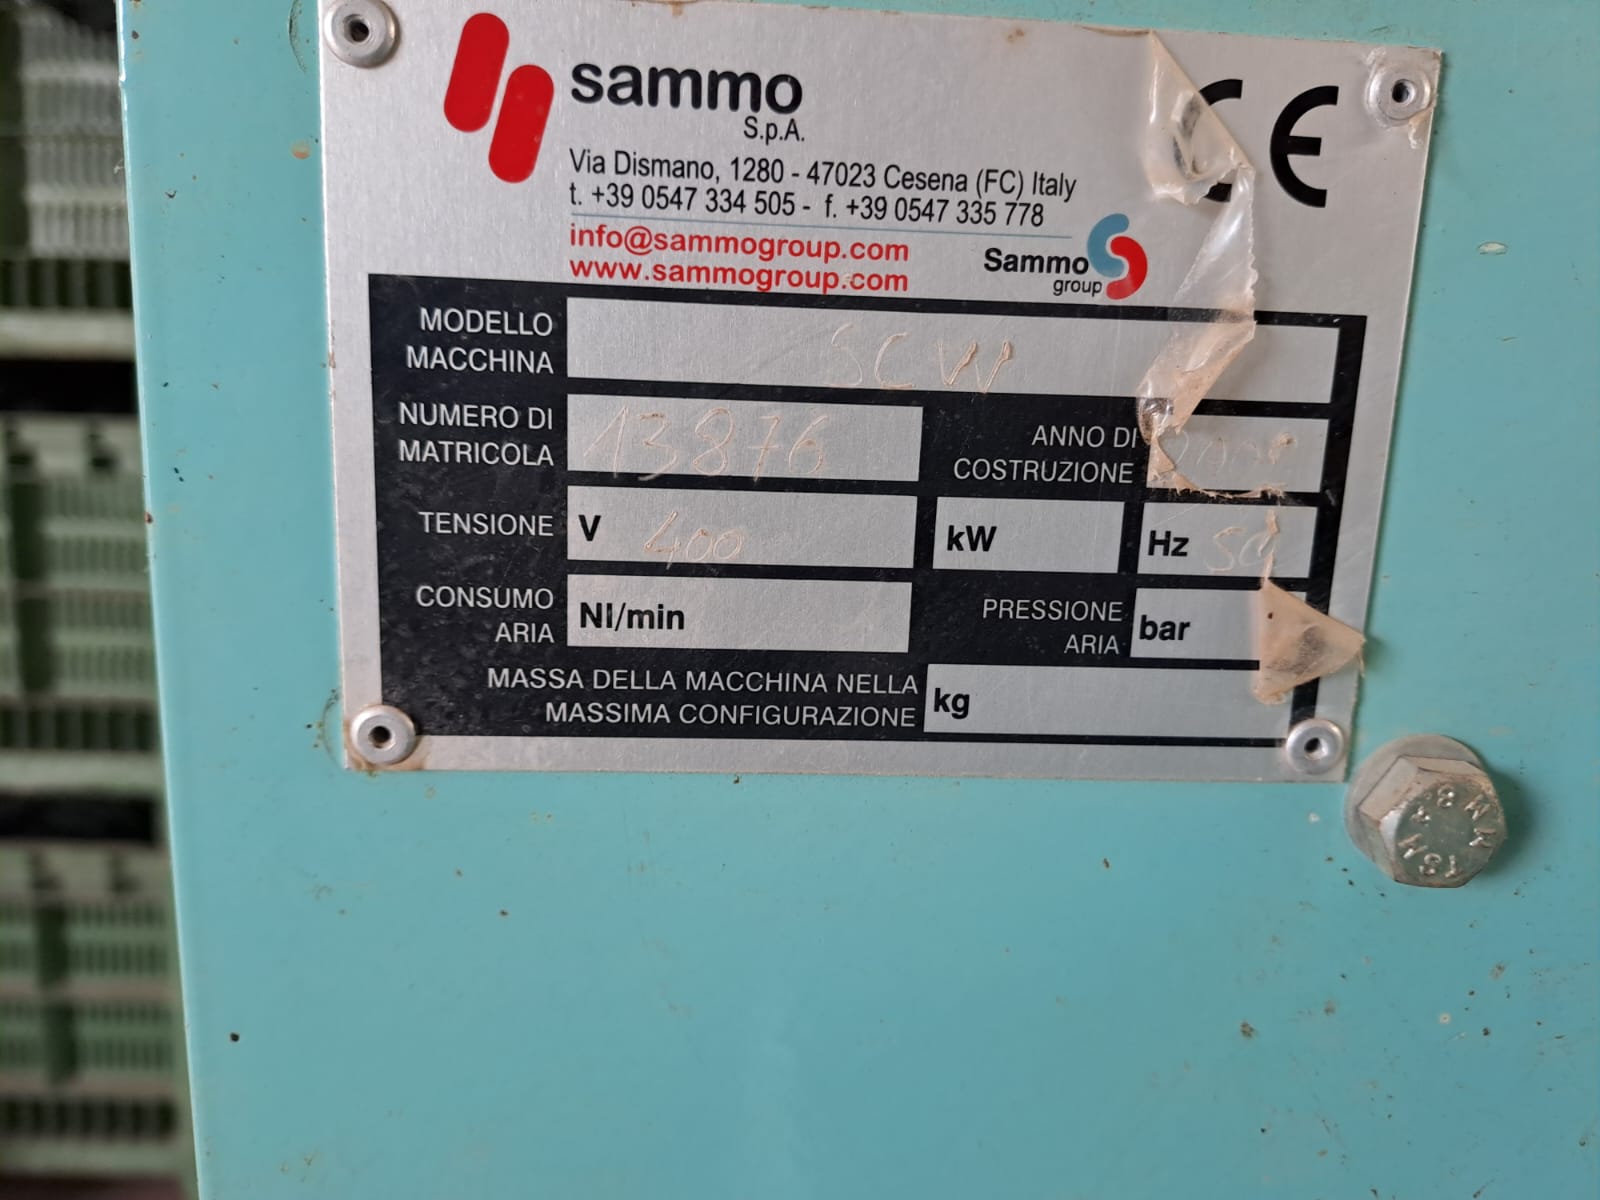 sammo
S.p.A.
Via Dismano, 1280 - 47023 Cesena (FC) Italy
t. +39 0547 334 505 - f. +39 0547 335 778
info@sammogroup.com
www.sammogroup.com
Sammo
group
CE
MODELLO
MACCHINA
SCW
NUMERO DI
MATRICOLA
13876
ANNO DI
COSTRUZIONE
TENSIONE
V 400
kW
Hz 50
CONSUMO
ARIA
Nl/min
PRESSIONE
ARIA
bar
MASSA DELLA MACCHINA NELLA
MASSIMA CONFIGURAZIONE
kg